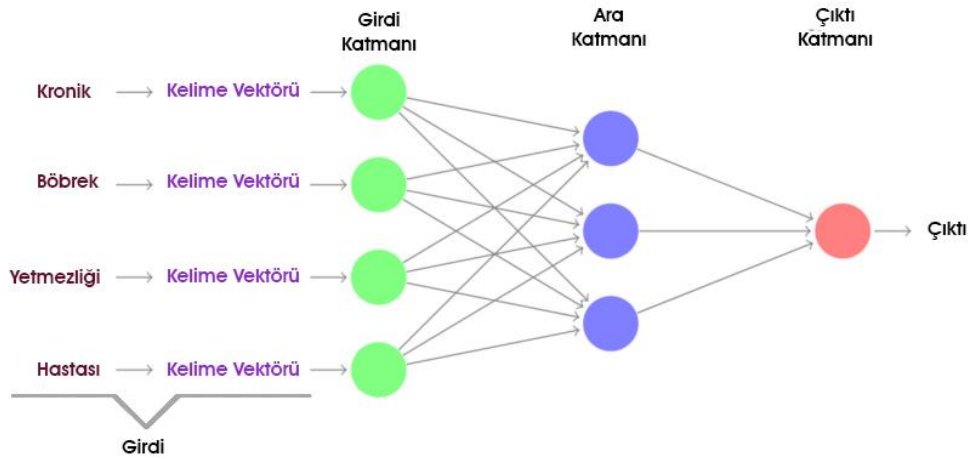 Girdi
Katmanı
Ara
Katmanı
Çıktı
Katmanı
Kronik
Kelime Vektörü
Böbrek
Kelime Vektörü
Yetmezliği
Kelime Vektörü
Hastası
Kelime Vektörü
Çıktı
Girdi